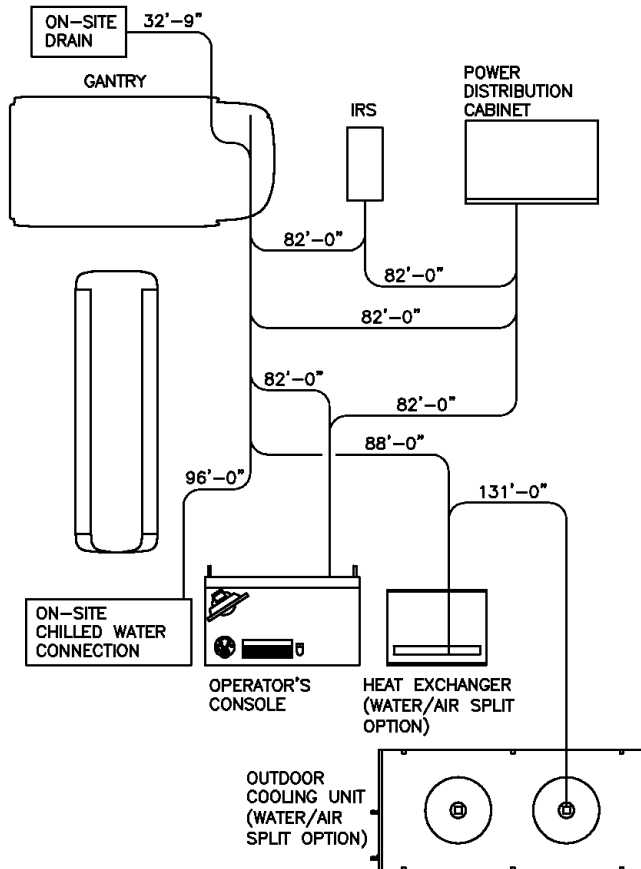 ON-SITE
DRAIN
32'-9"
GANTRY
IRS
POWER
DISTRIBUTION
CABINET
82'-0"
82'-0"
82'-0"
82'-0"
82'-0"
88'-0"
96'-0"
131'-0"
ON-SITE
CHILLED WATER
CONNECTION
OPERATOR'S
CONSOLE
HEAT EXCHANGER
(WATER/AIR SPLIT
OPTION)
OUTDOOR
COOLING UNIT
(WATER/AIR
SPLIT OPTION)